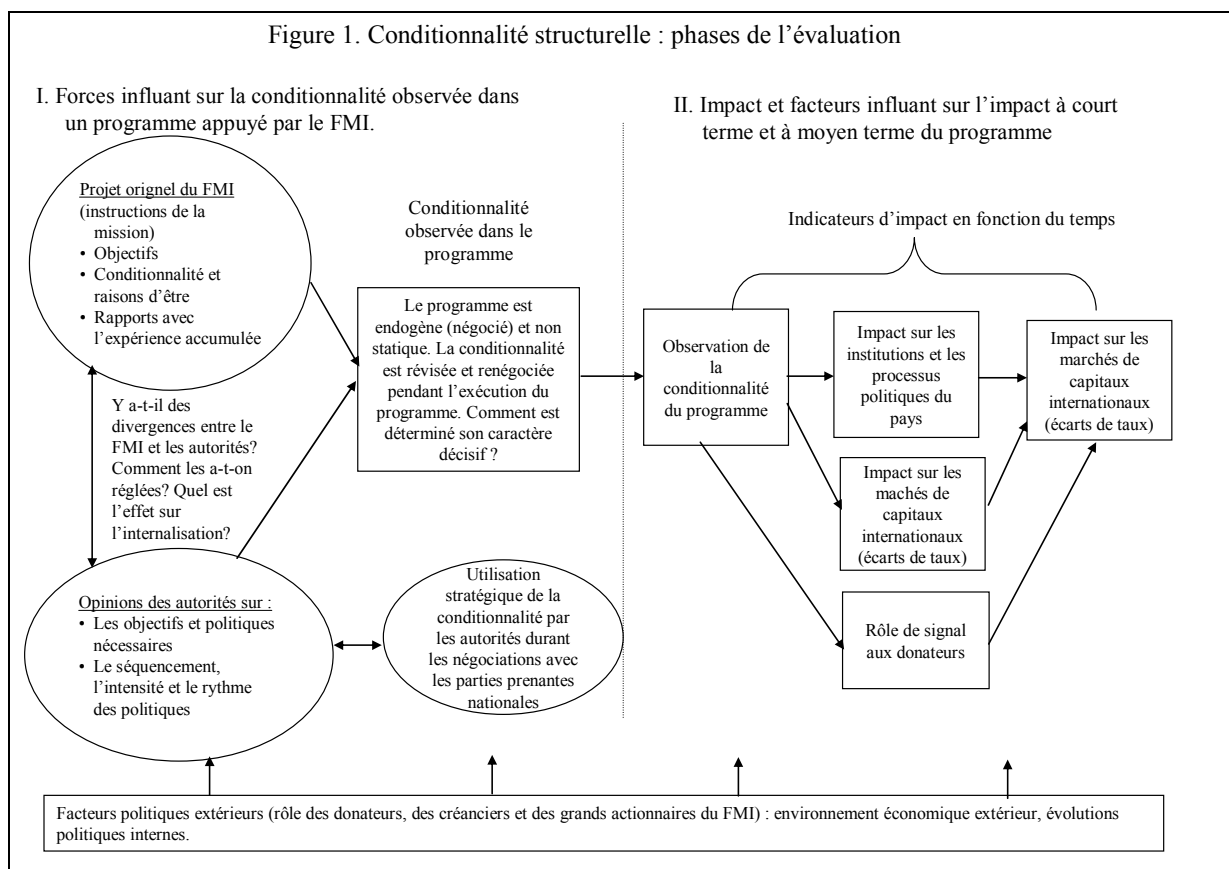 Figure 1. Conditionnalité structurelle : phases de l’évaluation
I. Forces influant sur la conditionnalité observée dans
un programme appuyé par le FMI.
Projet orignel du FMI
(instructions de la
mission)
• Objectifs
• Conditionnalité et
raisons d’être
• Rapports avec
l’expérience accumulée
Y a-t-il des
divergences entre le
FMI et les autorités?
Comment les a-t-on
réglées? Quel est
l’effet sur
l’internalisation?
Opinions des autorités sur :
• Les objectifs et politiques
nécessaires
• Le séquencement,
l’intensité et le rythme
des politiques
Conditionnalité
observée dans le
programme
Le programme est
endogène (négocié) et non
statique. La conditionnalité
est révisée et renégociée
pendant l’exécution du
programme. Comment est
déterminé son caractère
décisif ?
Utilisation
stratégique de la
conditionnalité par
les autorités durant
les négociations avec
les parties prenantes
nationales
II. Impact et facteurs influant sur l’impact à court
terme et à moyen terme du programme
Indicateurs d’impact en fonction du temps
Observation de
la
conditionnalité
du programme
Impact sur les
institutions et les
processus
politiques du
pays
Impact sur les
machés de
capitaux
internationaux
(écarts de taux)
Rôle de signal
aux donateurs
Impact sur les
marchés de
capitaux
internationaux
(écarts de taux)
Facteurs politiques extérieurs (rôle des donateurs, des créanciers et des grands actionnaires du FMI) : environnement économique extérieur, évolutions
politiques internes.